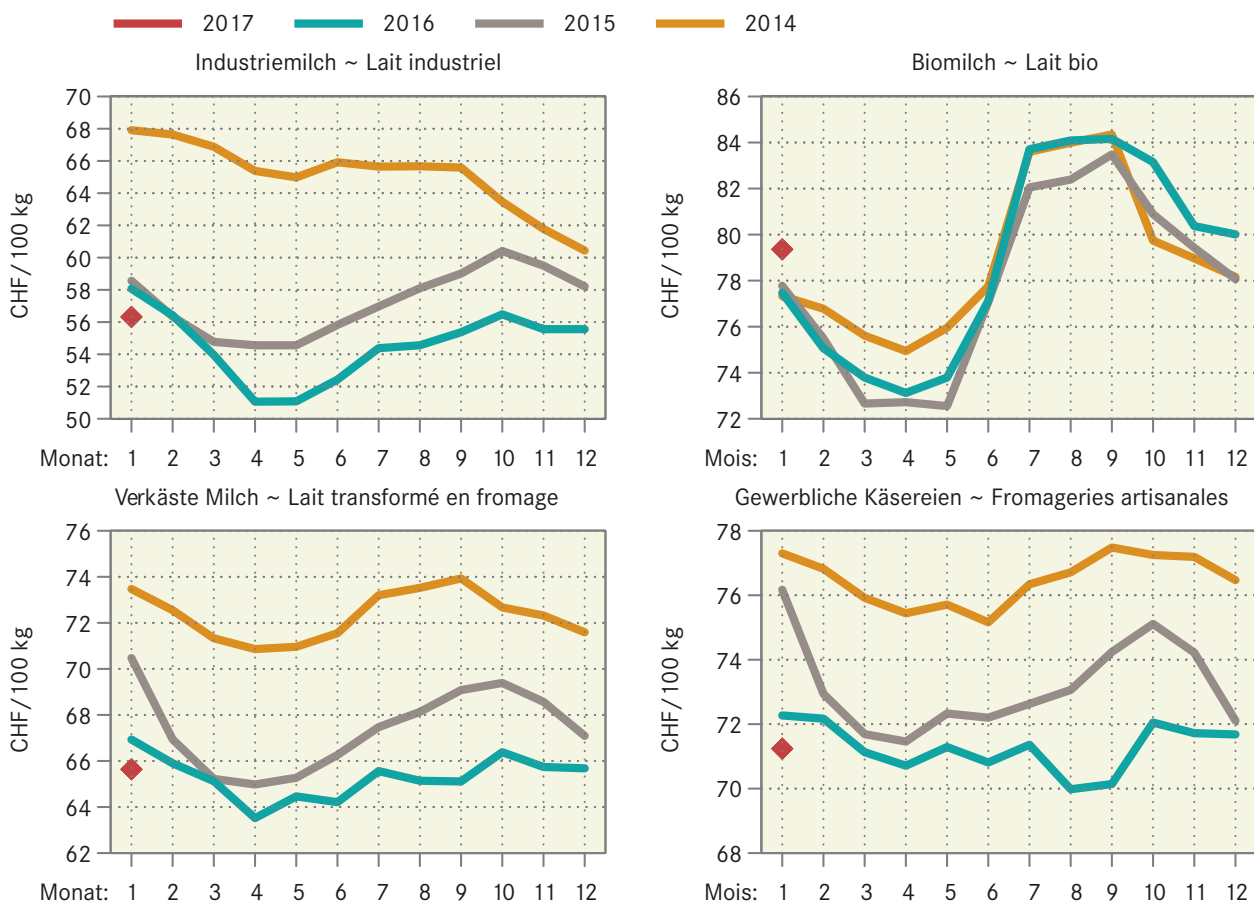 2017 2016 2015 2014
Industriemilch ~ Lait industriel
CHF / 100 kg
70
68
66
64
62
60
58
56
54
52
50
Monat: 1 2 3 4 5 6 7 8 9 10 11 12
Biomilch ~ Lait bio
CHF / 100 kg
86
84
82
80
78
76
74
72
Mois: 1 2 3 4 5 6 7 8 9 10 11 12
Verkäste Milch ~ Lait transformé en fromage
CHF / 100 kg
76
74
72
70
68
66
64
62
Monat: 1 2 3 4 5 6 7 8 9 10 11 12
Gewerbliche Käsereien ~ Fromageries artisanales
CHF / 100 kg
78
76
74
72
70
68
Mois: 1 2 3 4 5 6 7 8 9 10 11 12